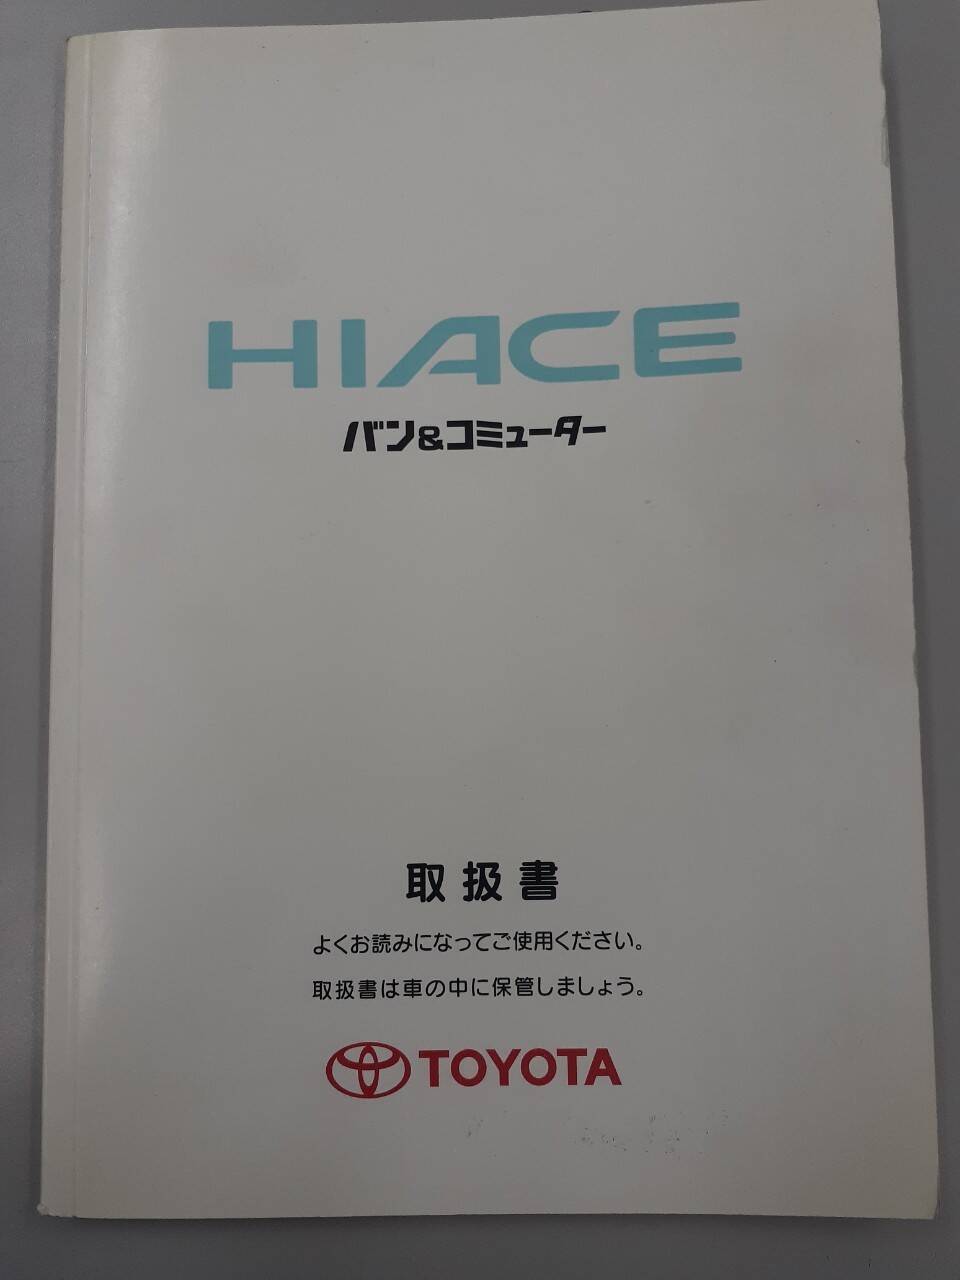 HIACE
バン&コミューター
取扱書
よくお読みになってご使用ください。
取扱書は車の中に保管しましょう。
TOYOTA